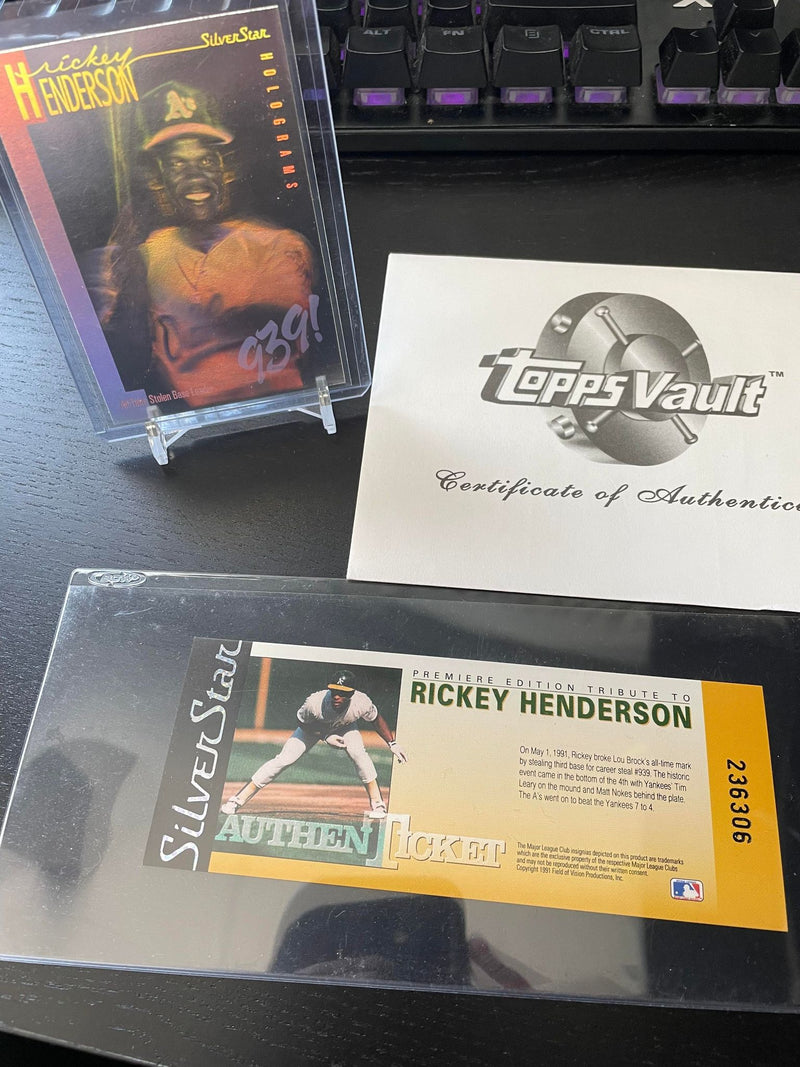 ALT
FN
CTRL
SilverStar
rickey
HENDERSON
HOLOGRAMS
939!
All-Time Stolen Base Leader
Topps Vault™
Certificate of
SilverStar
PREMIERE EDITION TRIBUTE TO
RICKEY HENDERSON
On May 1, 1991, Rickey broke Lou Brock's all-time mark
by stealing third base for career steal #939. The historic
event came in the bottom of the 4th with Yankees' Tim
Leary on the mound and Matt Nokes behind the plate.
The A's went on to beat the Yankees 7 to 4.
236306
AUTHENTICKET
The Major League Club insignias depicted on this product are trademarks
which are the exclusive property of the respective Major League Clubs
and may not be reproduced without their written consent.
Copyright 1991 Field of Vision Productions, Inc.